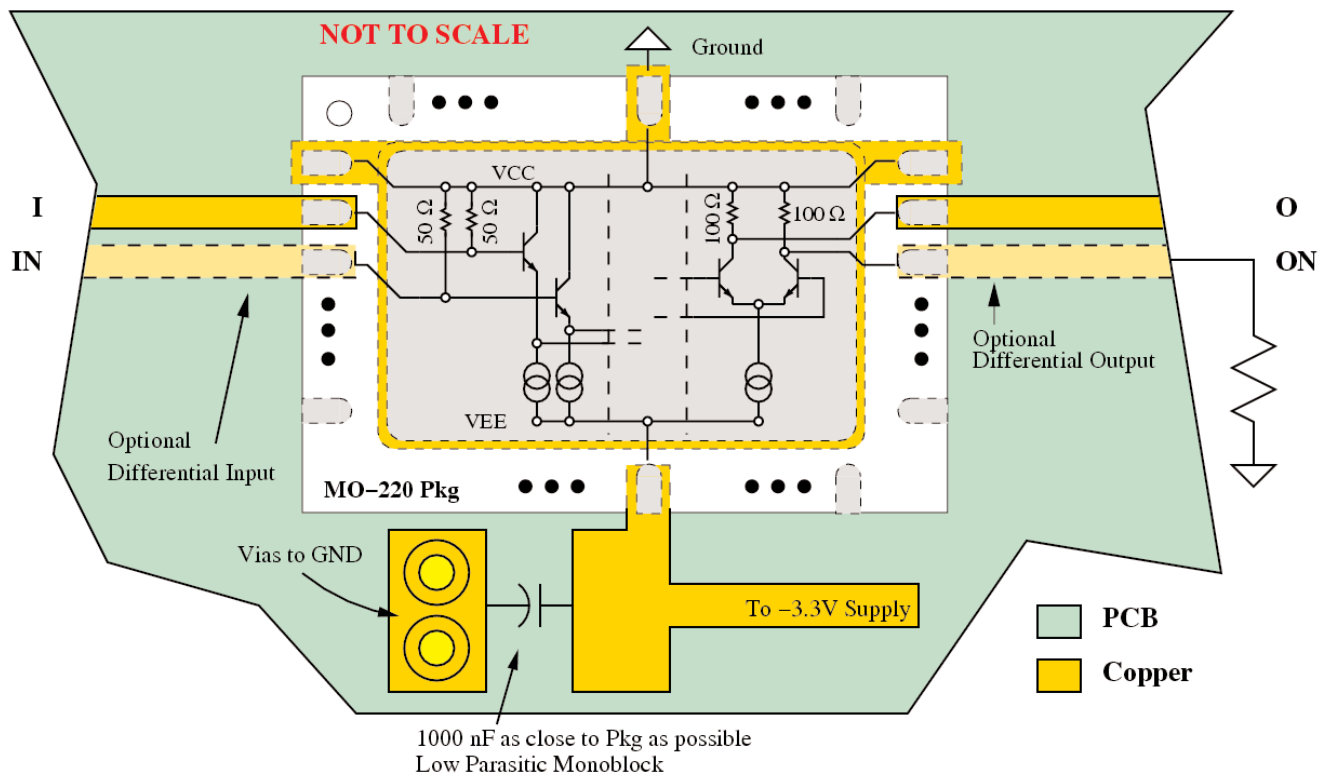 NOT TO SCALE
Ground
VCC
I
50 Ω
50 Ω
100 Ω
100 Ω
O
IN
ON
Optional
Differential Output
VEE
Optional
Differential Input
MO−220 Pkg
Vias to GND
To −3.3V Supply
PCB
Copper
1000 nF as close to Pkg as possible
Low Parasitic Monoblock